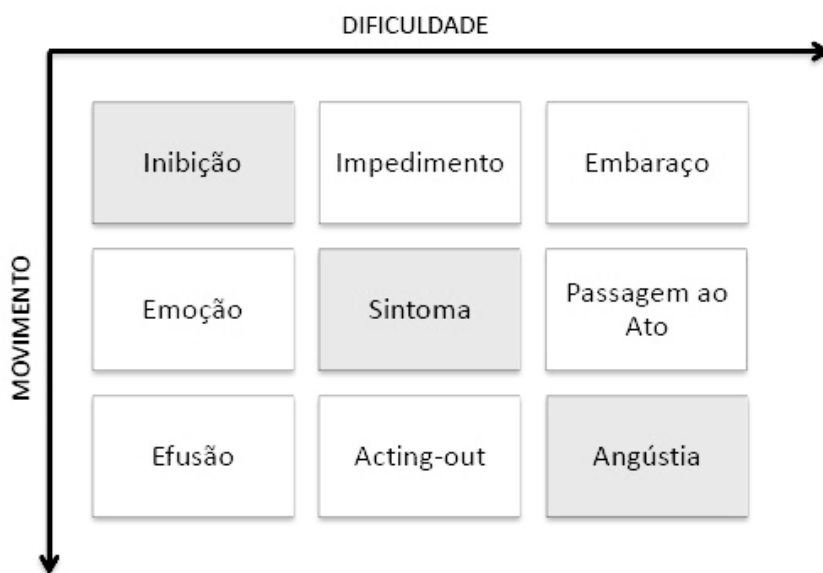 DIFICULDADE
MOVIMENTO
Inibição
Impedimento
Embaraço
Emoção
Sintoma
Passagem ao
Ato
Efusão
Acting-out
Angústia